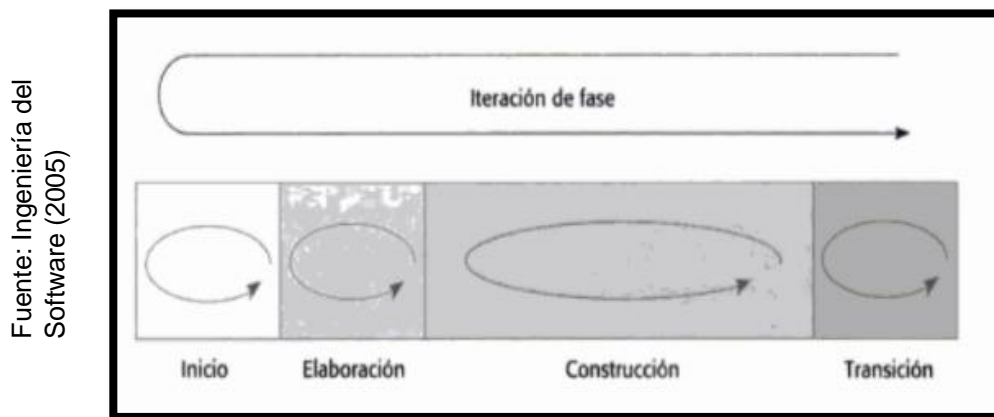 Fuente: Ingeniería del
Software (2005)
Iteración de fase
Inicio
Elaboración
Construcción
Transición